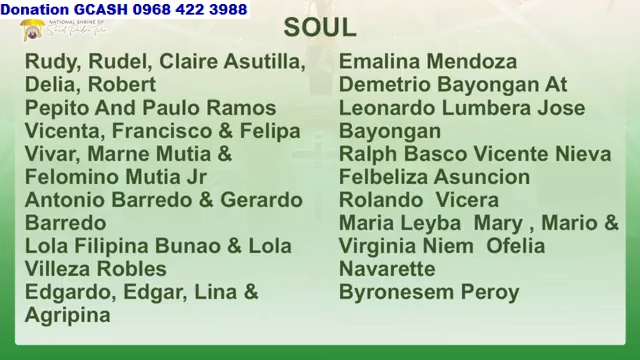 Donation GCASH 0968 422 3988
NATIONAL SHRINE OF
SOUL
Rudy, Rudel, Claire Asutilla,
Delia, Robert
Pepito And Paulo Ramos
Vicenta, Francisco & Felipa
Vivar, Marne Mutia &
Felomino Mutia Jr
Antonio Barredo & Gerardo
Barredo
Lola Filipina Bunao & Lola
Villeza Robles
Edgardo, Edgar, Lina &
Agripina
Emalina Mendoza
Demetrio Bayongan At
Leonardo Lumbera Jose
Bayongan
Ralph Basco Vicente Nieva
Felbeliza Asuncion
Rolando Vicera
Maria Leyba Mary , Mario &
Virginia Niem Ofelia
Navarette
Byronesem Peroy